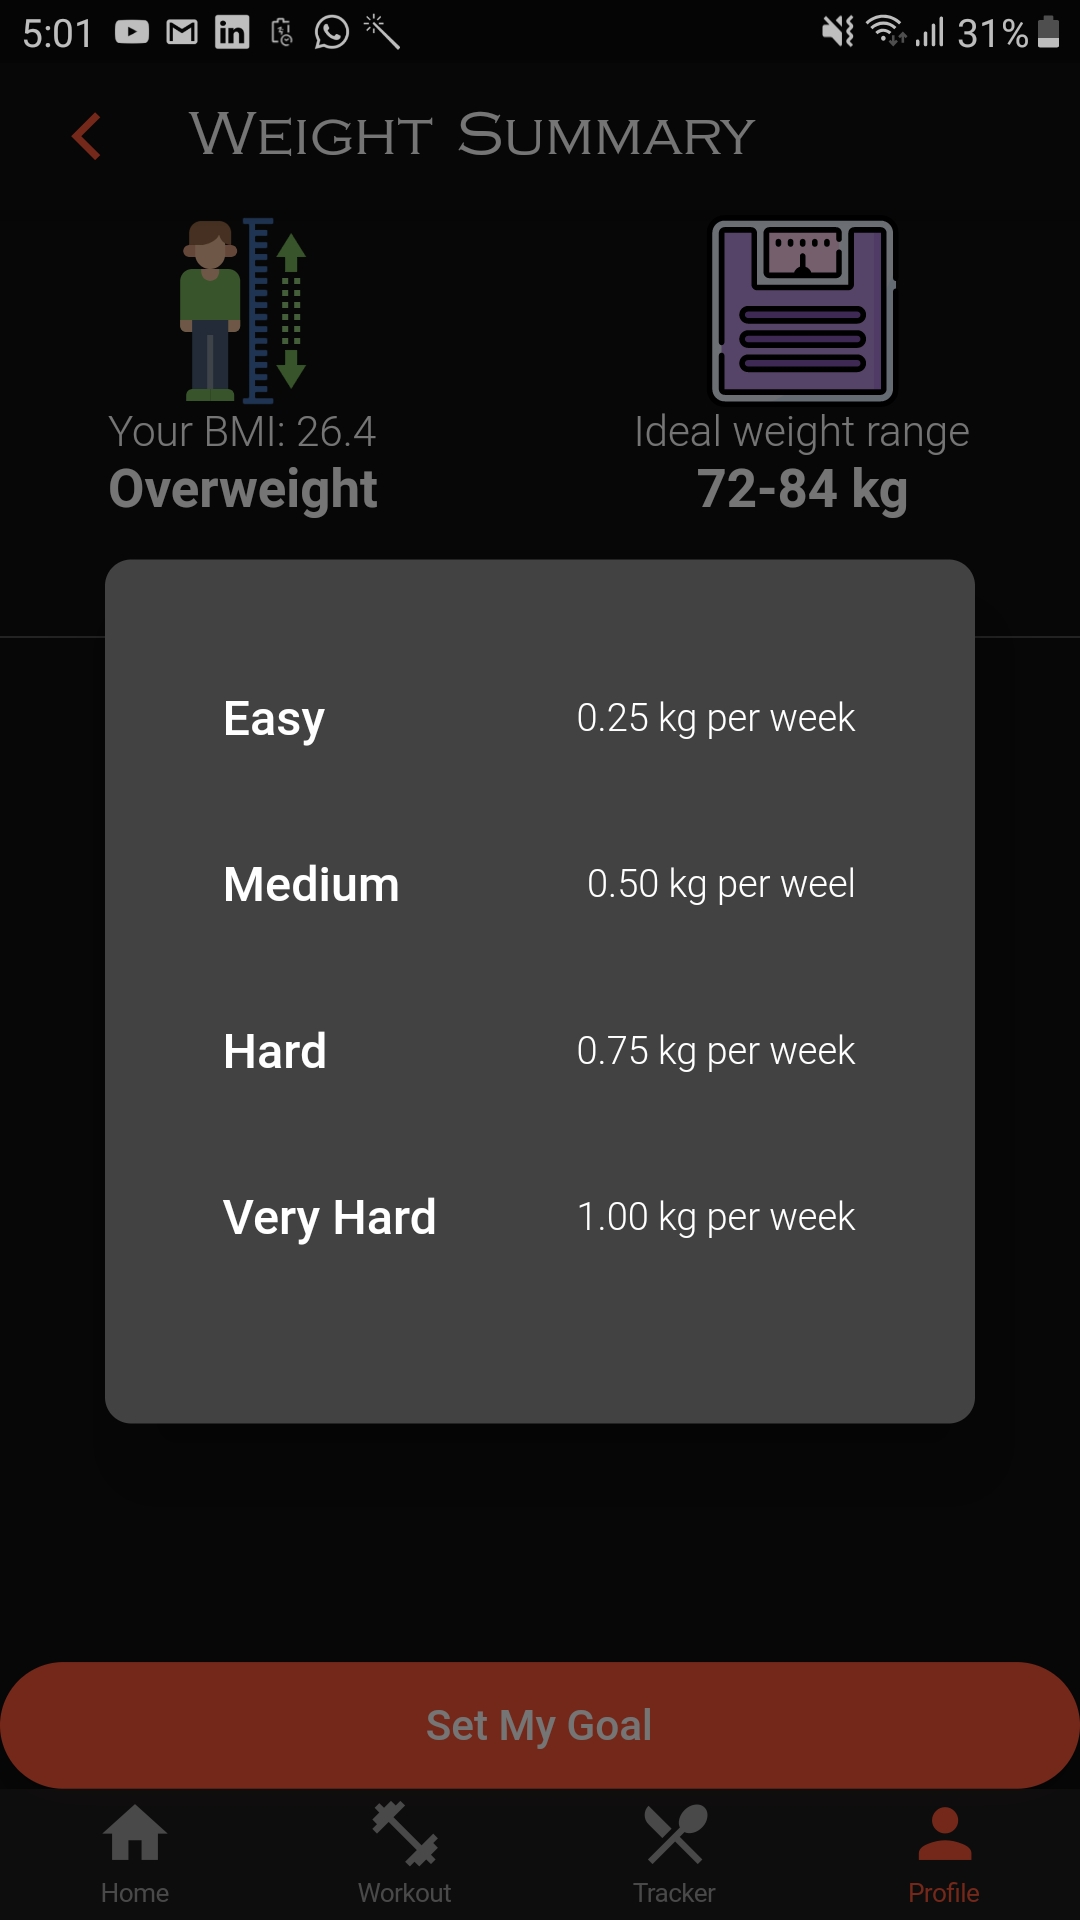 5:01
31%
Weight Summary
Your BMI: 26.4
Overweight
Ideal weight range
72-84 kg
Easy 0.25 kg per week
Medium 0.50 kg per weel
Hard 0.75 kg per week
Very Hard 1.00 kg per week
Set My Goal
Home Workout Tracker Profile